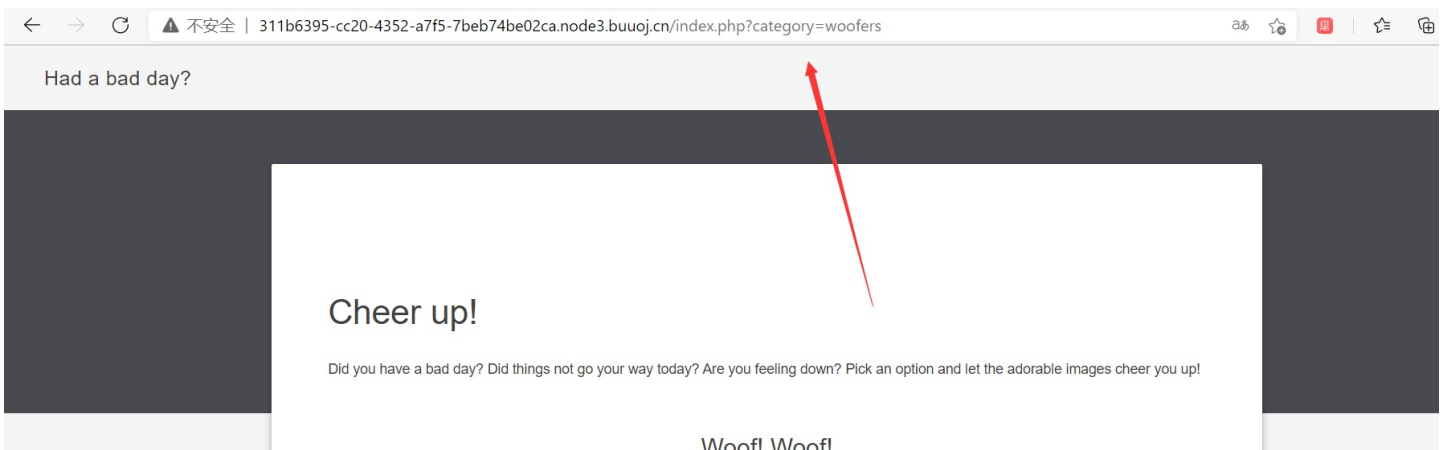 不安全 | 311b6395-cc20-4352-a7f5-7beb74be02ca.node3.buuoj.cn/index.php?category=woofers
Had a bad day?
Cheer up!
Did you have a bad day? Did things not go your way today? Are you feeling down? Pick an option and let the adorable images cheer you up!
Woof! Woof!